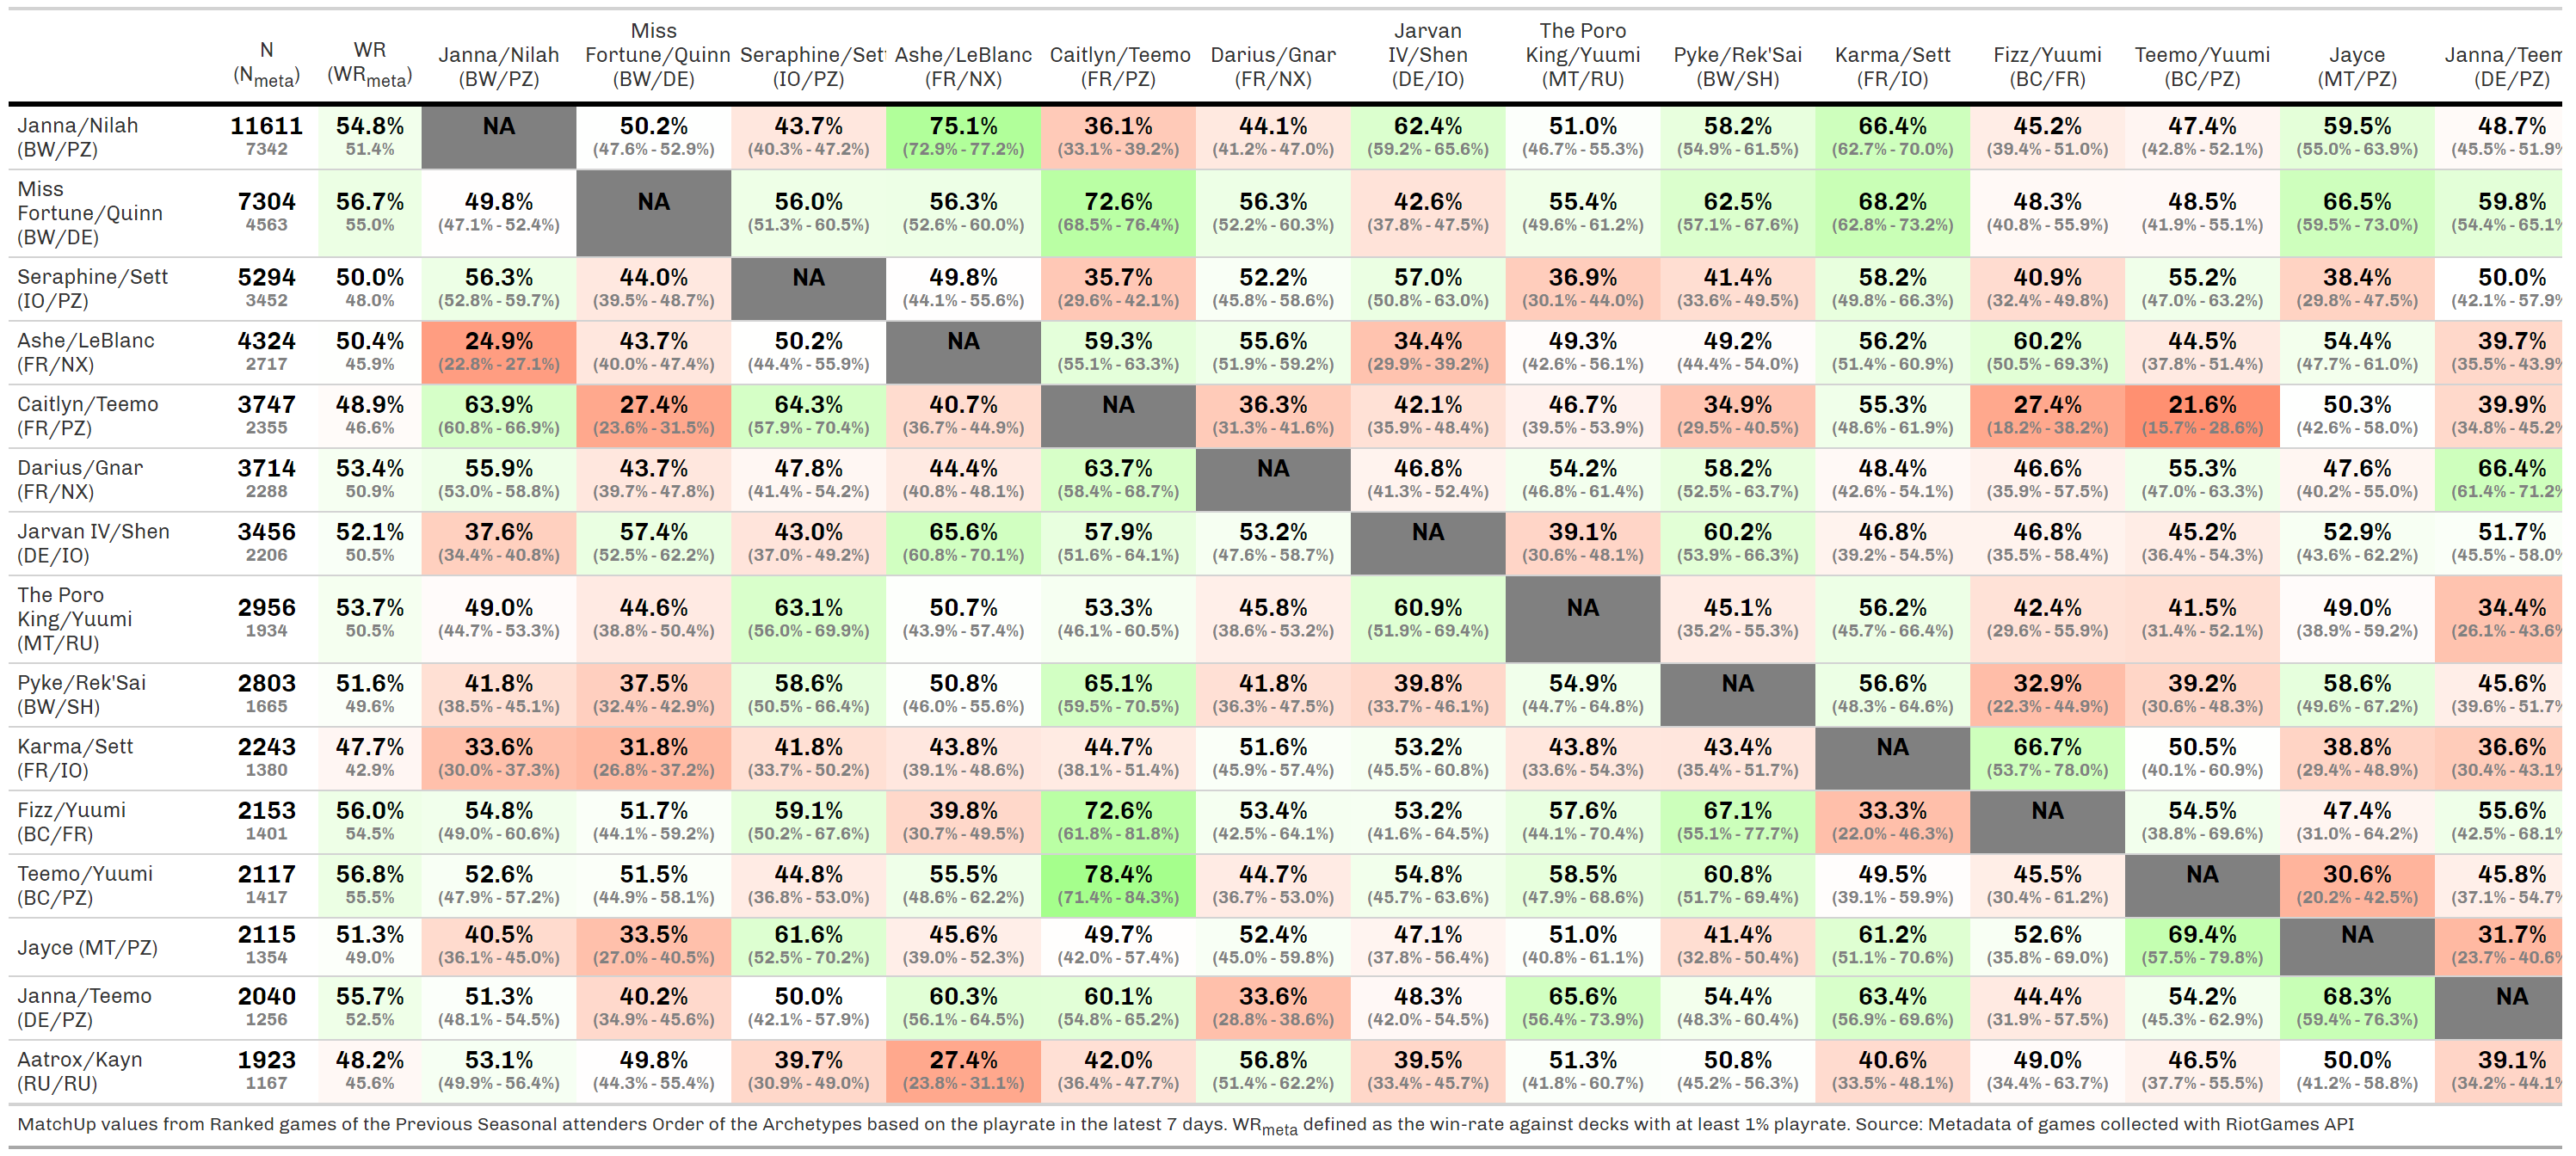 N (Nmeta) WR (WRmeta) Janna/Nilah (BW/PZ) Miss Fortune/Quinn (BW/DE) Seraphine/Sett (IO/PZ) Ashe/LeBlanc (FR/NX) Caitlyn/Teemo (FR/PZ) Darius/Gnar (FR/NX) Jarvan IV/Shen (DE/IO) The Poro King/Yuumi (MT/RU) Pyke/Rek'Sai (BW/SH) Karma/Sett (FR/IO) Fizz/Yuumi (BC/FR) Teemo/Yuumi (BC/PZ) Jayce (MT/PZ) Janna/Teem (DE/PZ)
Janna/Nilah 11611 54.8% NA 50.2% 43.7% 75.1% 36.1% 44.1% 62.4% 51.0% 58.2% 66.4% 45.2% 47.4% 59.5% 48.7%
(BW/PZ) 7342 51.4% (47.6% - 52.9%) (40.3% - 47.2%) (72.9% - 77.2%) (33.1% - 39.2%) (41.2% - 47.0%) (59.2% - 65.6%) (46.7% - 55.3%) (54.9% - 61.5%) (62.7% - 70.0%) (39.4% - 51.0%) (42.8% - 52.1%) (55.0% - 63.9%) (45.5% - 51.9%
Miss
Fortune/Quinn 7304 56.7% 49.8% NA 56.0% 56.3% 72.6% 56.3% 42.6% 55.4% 62.5% 68.2% 48.3% 48.5% 66.5% 59.8%
(BW/DE) 4563 55.0% (47.1% - 52.4%) (51.3% - 60.5%) (52.6% - 60.0%) (68.5% - 76.4%) (52.2% - 60.3%) (37.8% - 47.5%) (49.6% - 61.2%) (57.1% - 67.6%) (62.8% - 73.2%) (40.8% - 55.9%) (41.9% - 55.1%) (59.5% - 73.0%) (54.4% - 65.1%
Seraphine/Sett 5294 50.0% 56.3% 44.0% NA 49.8% 35.7% 52.2% 57.0% 36.9% 41.4% 58.2% 40.9% 55.2% 38.4% 50.0%
(IO/PZ) 3452 48.0% (52.8% - 59.7%) (39.5% - 48.7%) (44.1% - 55.6%) (29.6% - 42.1%) (45.8% - 58.6%) (50.8% - 63.0%) (30.1% - 44.0%) (33.6% - 49.5%) (49.8% - 66.3%) (32.4% - 49.8%) (47.0% - 63.2%) (29.8% - 47.5%) (42.1% - 57.9%
Ashe/LeBlanc 4324 50.4% 24.9% 43.7% 50.2% NA 59.3% 55.6% 34.4% 49.3% 49.2% 56.2% 60.2% 44.5% 54.4% 39.7%
(FR/NX) 2717 45.9% (22.8% - 27.1%) (40.0% - 47.4%) (44.4% - 55.9%) (55.1% - 63.3%) (51.9% - 59.2%) (29.9% - 39.2%) (42.6% - 56.1%) (44.4% - 54.0%) (51.4% - 60.9%) (50.5% - 69.3%) (37.8% - 51.4%) (47.7% - 61.0%) (35.5% - 43.9%
Caitlyn/Teemo 3747 48.9% 63.9% 27.4% 64.3% 40.7% NA 36.3% 42.1% 46.7% 34.9% 55.3% 27.4% 21.6% 50.3% 39.9%
(FR/PZ) 2355 46.6% (60.8% - 66.9%) (23.6% - 31.5%) (57.9% - 70.4%) (36.7% - 44.9%) (31.3% - 41.6%) (35.9% - 48.4%) (39.5% - 53.9%) (29.5% - 40.5%) (48.6% - 61.9%) (18.2% - 38.2%) (15.7% - 28.6%) (42.6% - 58.0%) (34.8% - 45.2%
Darius/Gnar 3714 53.4% 55.9% 43.7% 47.8% 44.4% 63.7% NA 46.8% 54.2% 58.2% 48.4% 46.6% 55.3% 47.6% 66.4%
(FR/NX) 2288 50.9% (53.0% - 58.8%) (39.7% - 47.8%) (41.4% - 54.2%) (40.8% - 48.1%) (58.4% - 68.7%) (41.3% - 52.4%) (46.8% - 61.4%) (52.5% - 63.7%) (42.6% - 54.1%) (35.9% - 57.5%) (47.0% - 63.3%) (40.2% - 55.0%) (61.4% - 71.2%
Jarvan IV/Shen 3456 52.1% 37.6% 57.4% 43.0% 65.6% 57.9% 53.2% NA 39.1% 60.2% 46.8% 46.8% 45.2% 52.9% 51.7%
(DE/IO) 2206 50.5% (34.4% - 40.8%) (52.5% - 62.2%) (37.0% - 49.2%) (60.8% - 70.1%) (51.6% - 64.1%) (47.6% - 58.7%) (30.6% - 48.1%) (53.9% - 66.3%) (39.2% - 54.5%) (35.5% - 58.4%) (36.4% - 54.3%) (43.6% - 62.2%) (45.5% - 58.0%
The Poro
King/Yuumi 2956 53.7% 49.0% 44.6% 63.1% 50.7% 53.3% 45.8% 60.9% NA 45.1% 56.2% 42.4% 41.5% 49.0% 34.4%
(MT/RU) 1934 50.5% (44.7% - 53.3%) (38.8% - 50.4%) (56.0% - 69.9%) (43.9% - 57.4%) (46.1% - 60.5%) (38.6% - 53.2%) (51.9% - 69.4%) (35.2% - 55.3%) (45.7% - 66.4%) (29.6% - 55.9%) (31.4% - 52.1%) (38.9% - 59.2%) (26.1% - 43.6%
Pyke/Rek'Sai 2803 51.6% 41.8% 37.5% 58.6% 50.8% 65.1% 41.8% 39.8% 54.9% NA 56.6% 32.9% 39.2% 58.6% 45.6%
(BW/SH) 1665 49.6% (38.5% - 45.1%) (32.4% - 42.9%) (50.5% - 66.4%) (46.0% - 55.6%) (59.5% - 70.5%) (36.3% - 47.5%) (33.7% - 46.1%) (44.7% - 64.8%) (48.3% - 64.6%) (22.3% - 44.9%) (30.6% - 48.3%) (49.6% - 67.2%) (39.6% - 51.7%
Karma/Sett 2243 47.7% 33.6% 31.8% 41.8% 43.8% 44.7% 51.6% 53.2% 43.8% 43.4% NA 66.7% 50.5% 38.8% 36.6%
(FR/IO) 1380 42.9% (30.0% - 37.3%) (26.8% - 37.2%) (33.7% - 50.2%) (39.1% - 48.6%) (38.1% - 51.4%) (45.9% - 57.4%) (45.5% - 60.8%) (33.6% - 54.3%) (35.4% - 51.7%) (53.7% - 78.0%) (40.1% - 60.9%) (29.4% - 48.9%) (30.4% - 43.1%
Fizz/Yuumi 2153 56.0% 54.8% 51.7% 59.1% 39.8% 72.6% 53.4% 53.2% 57.6% 67.1% 33.3% NA 54.5% 47.4% 55.6%
(BC/FR) 1401 54.5% (49.0% - 60.6%) (44.1% - 59.2%) (50.2% - 67.6%) (30.7% - 49.5%) (61.8% - 81.8%) (42.5% - 64.1%) (41.6% - 64.5%) (44.1% - 70.4%) (55.1% - 77.7%) (22.0% - 46.3%) (38.8% - 69.6%) (31.0% - 64.2%) (42.5% - 68.1%
Teemo/Yuumi 2117 56.8% 52.6% 51.5% 44.8% 55.5% 78.4% 44.7% 54.8% 58.5% 60.8% 49.5% 45.5% NA 30.6% 45.8%
(BC/PZ) 1417 55.5% (47.9% - 57.2%) (44.9% - 58.1%) (36.8% - 53.0%) (48.6% - 62.2%) (71.4% - 84.3%) (36.7% - 53.0%) (45.7% - 63.6%) (47.9% - 68.6%) (51.7% - 69.4%) (39.1% - 59.9%) (30.4% - 61.2%) (20.2% - 42.5%) (37.1% - 54.7%
Jayce (MT/PZ) 2115 51.3% 40.5% 33.5% 61.6% 45.6% 49.7% 52.4% 47.1% 51.0% 41.4% 61.2% 52.6% 69.4% NA 31.7%
1354 49.0% (36.1% - 45.0%) (27.0% - 40.5%) (52.5% - 70.2%) (39.0% - 52.3%) (42.0% - 57.4%) (45.0% - 59.8%) (37.8% - 56.4%) (40.8% - 61.1%) (32.8% - 50.4%) (51.1% - 70.6%) (35.8% - 69.0%) (57.5% - 79.8%) (23.7% - 40.6%
Janna/Teemo 2040 55.7% 51.3% 40.2% 50.0% 60.3% 60.1% 33.6% 48.3% 65.6% 54.4% 63.4% 44.4% 54.2% 68.3% NA
(DE/PZ) 1256 52.5% (48.1% - 54.5%) (34.9% - 45.6%) (42.1% - 57.9%) (56.1% - 64.5%) (54.8% - 65.2%) (28.8% - 38.6%) (42.0% - 54.5%) (56.4% - 73.9%) (48.3% - 60.4%) (56.9% - 69.6%) (31.9% - 57.5%) (45.3% - 62.9%) (59.4% - 76.3%)
Aatrox/Kayn 1923 48.2% 53.1% 49.8% 39.7% 27.4% 42.0% 56.8% 39.5% 51.3% 50.8% 40.6% 49.0% 46.5% 50.0% 39.1%
(RU/RU) 1167 45.6% (49.9% - 56.4%) (44.3% - 55.4%) (30.9% - 49.0%) (23.8% - 31.1%) (36.4% - 47.7%) (51.4% - 62.2%) (33.4% - 45.7%) (41.8% - 60.7%) (45.2% - 56.3%) (33.5% - 48.1%) (34.4% - 63.7%) (37.7% - 55.5%) (41.2% - 58.8%) (34.2% - 44.1%
MatchUp values from Ranked games of the Previous Seasonal attenders Order of the Archetypes based on the playrate in the latest 7 days. WRmeta defined as the win-rate against decks with at least 1% playrate. Source: Metadata of games collected with RiotGames API